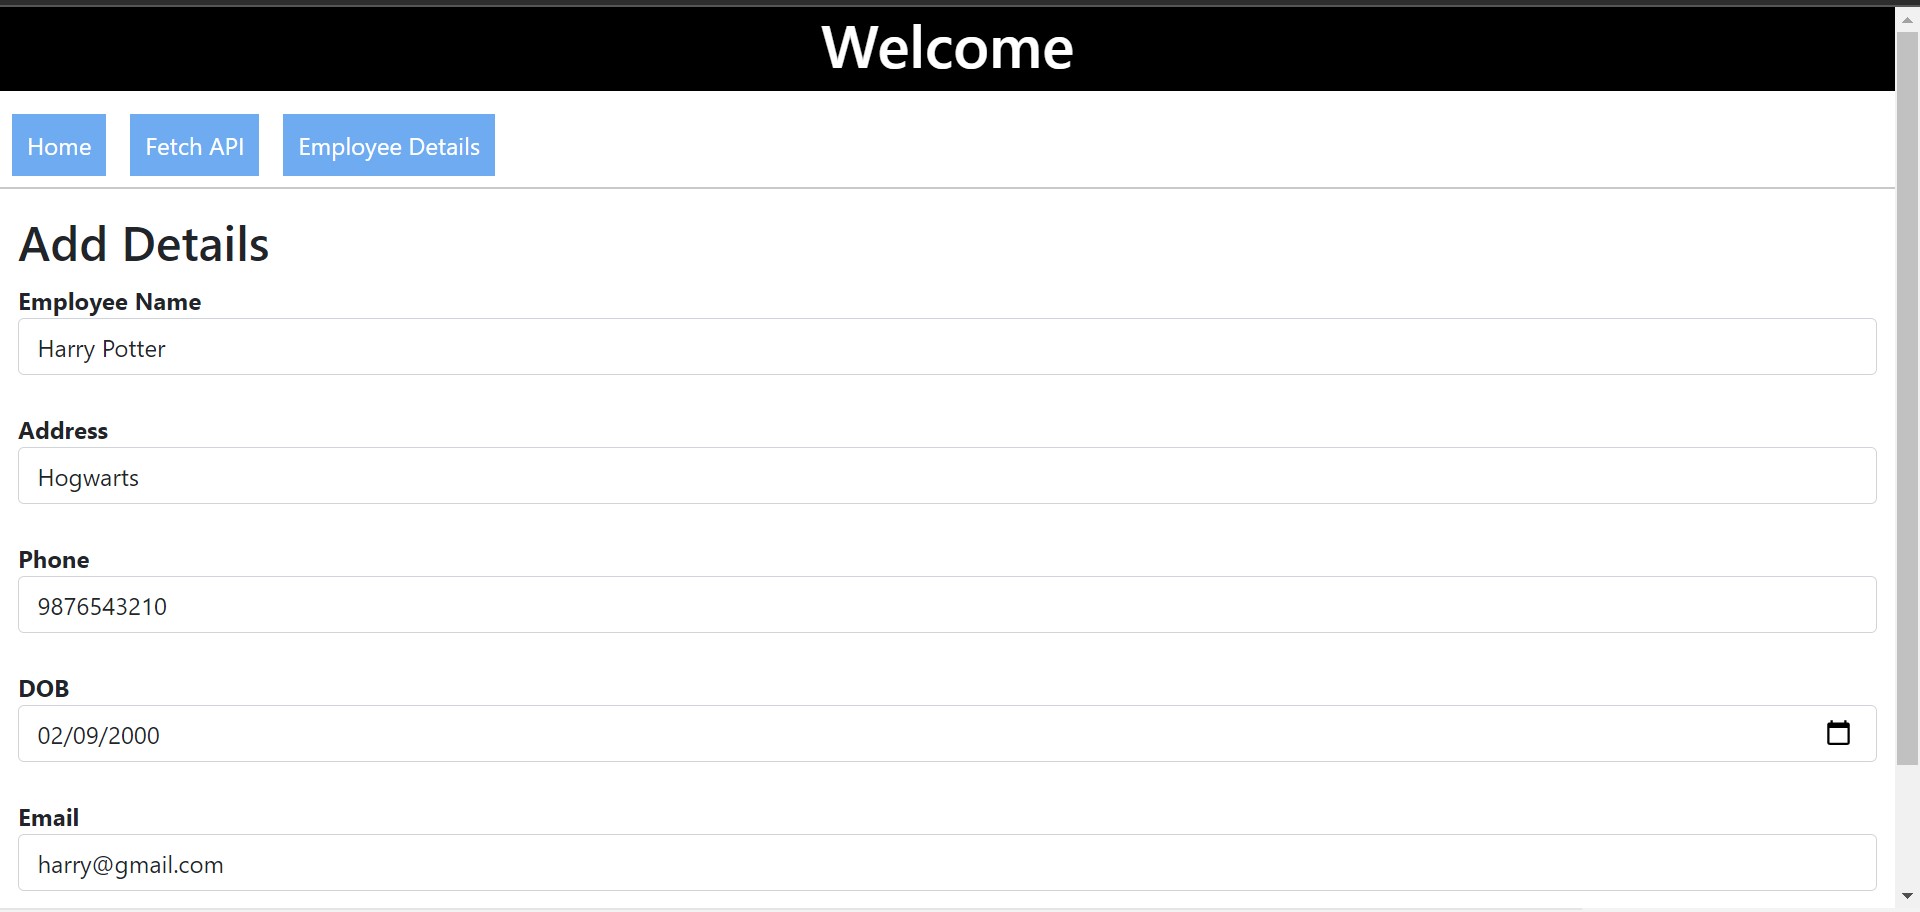 Welcome
Home Fetch API Employee Details
Add Details
Employee Name
Harry Potter
Address
Hogwarts
Phone
9876543210
DOB
02/09/2000
Email
harry@gmail.com